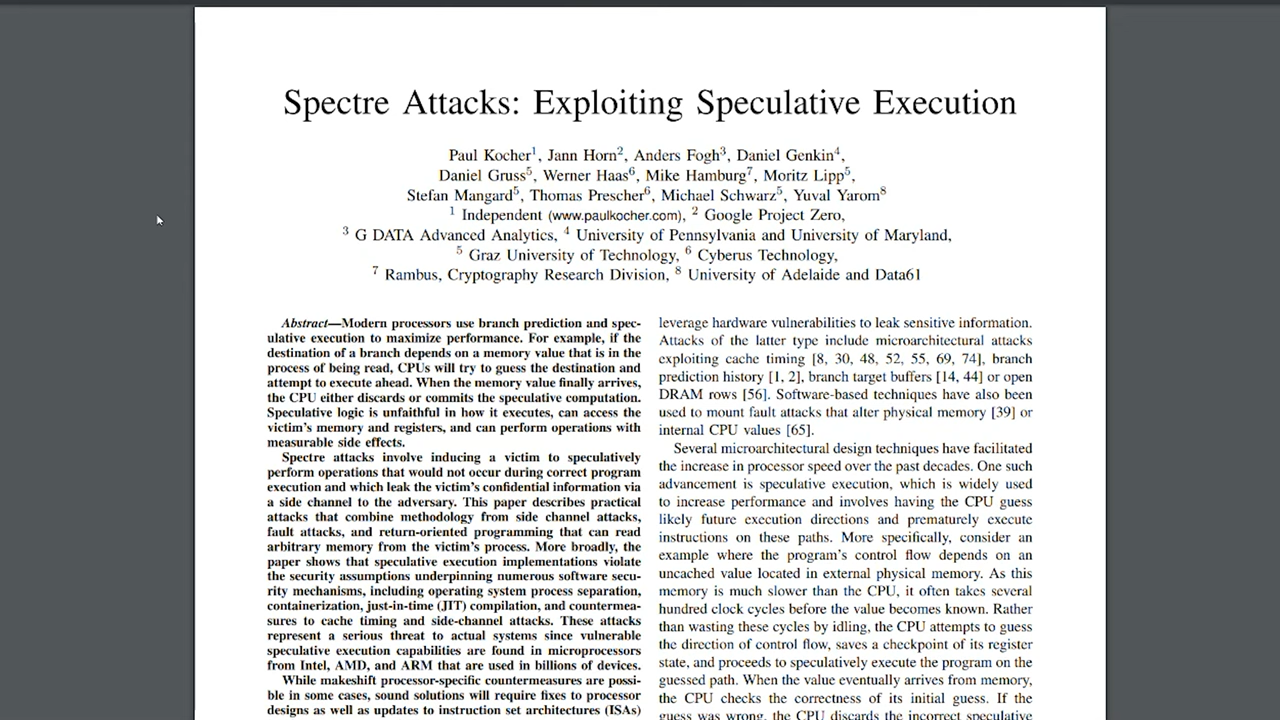 Spectre Attacks: Exploiting Speculative Execution
Paul Kocher1, Jann Horn2, Anders Fogh3, Daniel Genkin4,
Daniel Gruss5, Werner Haas6, Mike Hamburg7, Moritz Lipp5,
Stefan Mangard5, Thomas Prescher6, Michael Schwarz5, Yuval Yarom8
1 Independent (www.paulkocher.com), 2 Google Project Zero,
3 G DATA Advanced Analytics, 4 University of Pennsylvania and University of Maryland,
5 Graz University of Technology, 6 Cyberus Technology,
7 Rambus, Cryptography Research Division, 8 University of Adelaide and Data61
Abstract—Modern processors use branch prediction and spec-
ulative execution to maximize performance. For example, if the
destination of a branch depends on a memory value that is in the
process of being read, CPUs will try to guess the destination and
attempt to execute ahead. When the memory value finally arrives,
the CPU either discards or commits the speculative computation.
Speculative logic is unfaithful in how it executes, can access the
victim's memory and registers, and can perform operations with
measurable side effects.
Spectre attacks involve inducing a victim to speculatively
perform operations that would not occur during correct program
execution and which leak the victim's confidential information via
a side channel to the adversary. This paper describes practical
attacks that combine methodology from side channel attacks,
fault attacks, and return-oriented programming that can read
arbitrary memory from the victim's process. More broadly, the
paper shows that speculative execution implementations violate
the security assumptions underpinning numerous software secu-
rity mechanisms, including operating system process separation,
containerization, just-in-time (JIT) compilation, and countermea-
sures to cache timing and side-channel attacks. These attacks
represent a serious threat to actual systems since vulnerable
speculative execution capabilities are found in microprocessors
from Intel, AMD, and ARM that are used in billions of devices.
While makeshift processor-specific countermeasures are possi-
ble in some cases, sound solutions will require fixes to processor
designs as well as updates to instruction set architectures (ISAs)
leverage hardware vulnerabilities to leak sensitive information.
Attacks of the latter type include microarchitectural attacks
exploiting cache timing [8, 30, 48, 52, 55, 69, 74], branch
prediction history [1, 2], branch target buffers [14, 44] or open
DRAM rows [56]. Software-based techniques have also been
used to mount fault attacks that alter physical memory [39] or
internal CPU values [65].
Several microarchitectural design techniques have facilitated
the increase in processor speed over the past decades. One such
advancement is speculative execution, which is widely used
to increase performance and involves having the CPU guess
likely future execution directions and prematurely execute
instructions on these paths. More specifically, consider an
example where the program's control flow depends on an
uncached value located in external physical memory. As this
memory is much slower than the CPU, it often takes several
hundred clock cycles before the value becomes known. Rather
than wasting these cycles by idling, the CPU attempts to guess
the direction of control flow, saves a checkpoint of its register
state, and proceeds to speculatively execute the program on the
guessed path. When the value eventually arrives from memory,
the CPU checks the correctness of its initial guess. If the
guess was wrong, the CPU discards the incorrect speculative